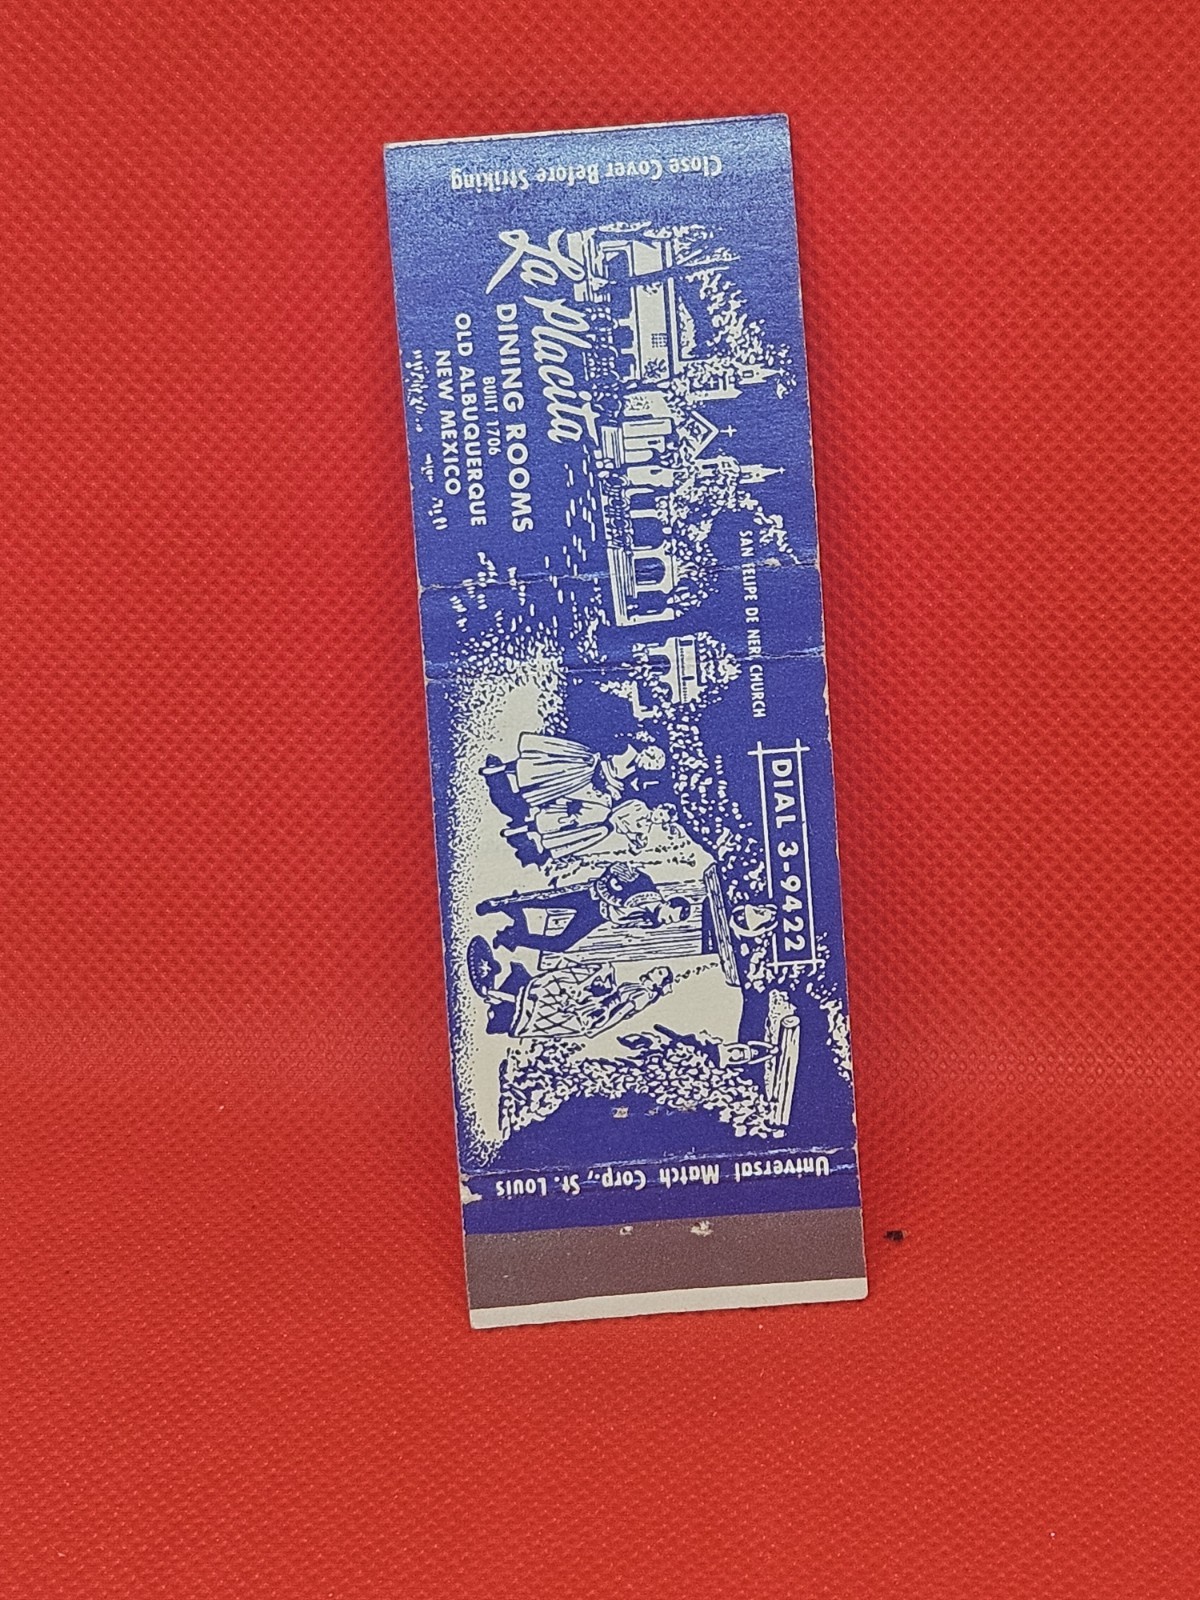 Close Cover Before Striking
La Placita
DINING ROOMS
BUILT 1706
OLD ALBUQUERQUE
NEW MEXICO
SAN FELIPE DE NERI CHURCH
DIAL 3-9422
Universal Match Corp., St. Louis